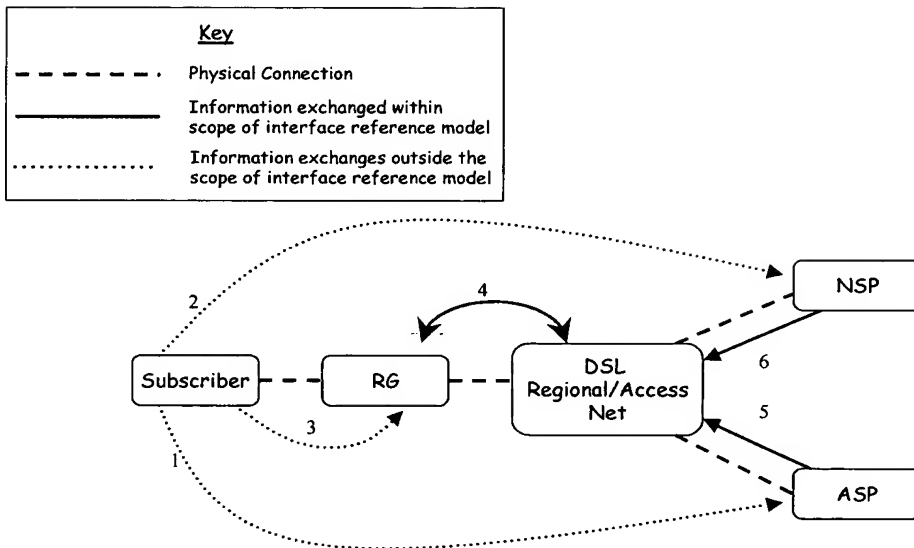 Key
Physical Connection
Information exchanged within
scope of interface reference model
Information exchanges outside the
scope of interface reference model
2
4
NSP
6
Subscriber
RG
DSL
Regional/Access
Net
3
5
1
ASP